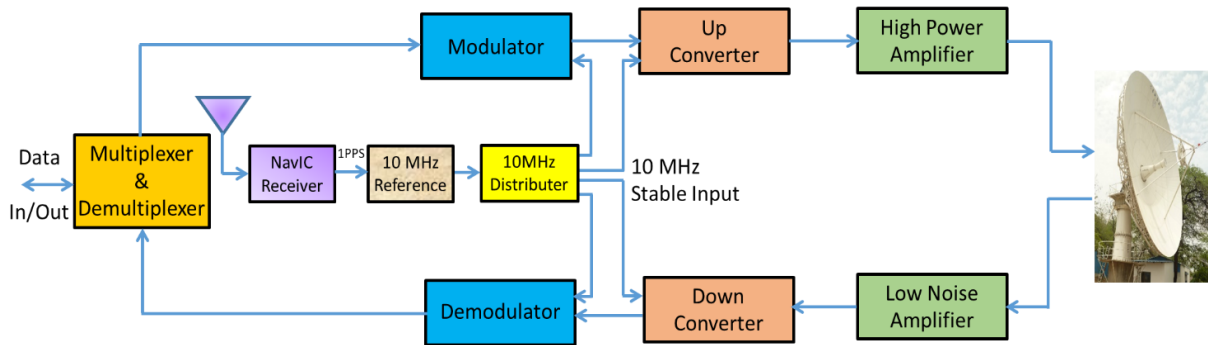 Modulator
Up
Converter
High Power
Amplifier
Data
In/Out
Multiplexer
&
Demultiplexer
NavIC
Receiver
1PPS
10 MHz
Reference
10MHz
Distributer
10 MHz
Stable Input
Demodulator
Down
Converter
Low Noise
Amplifier